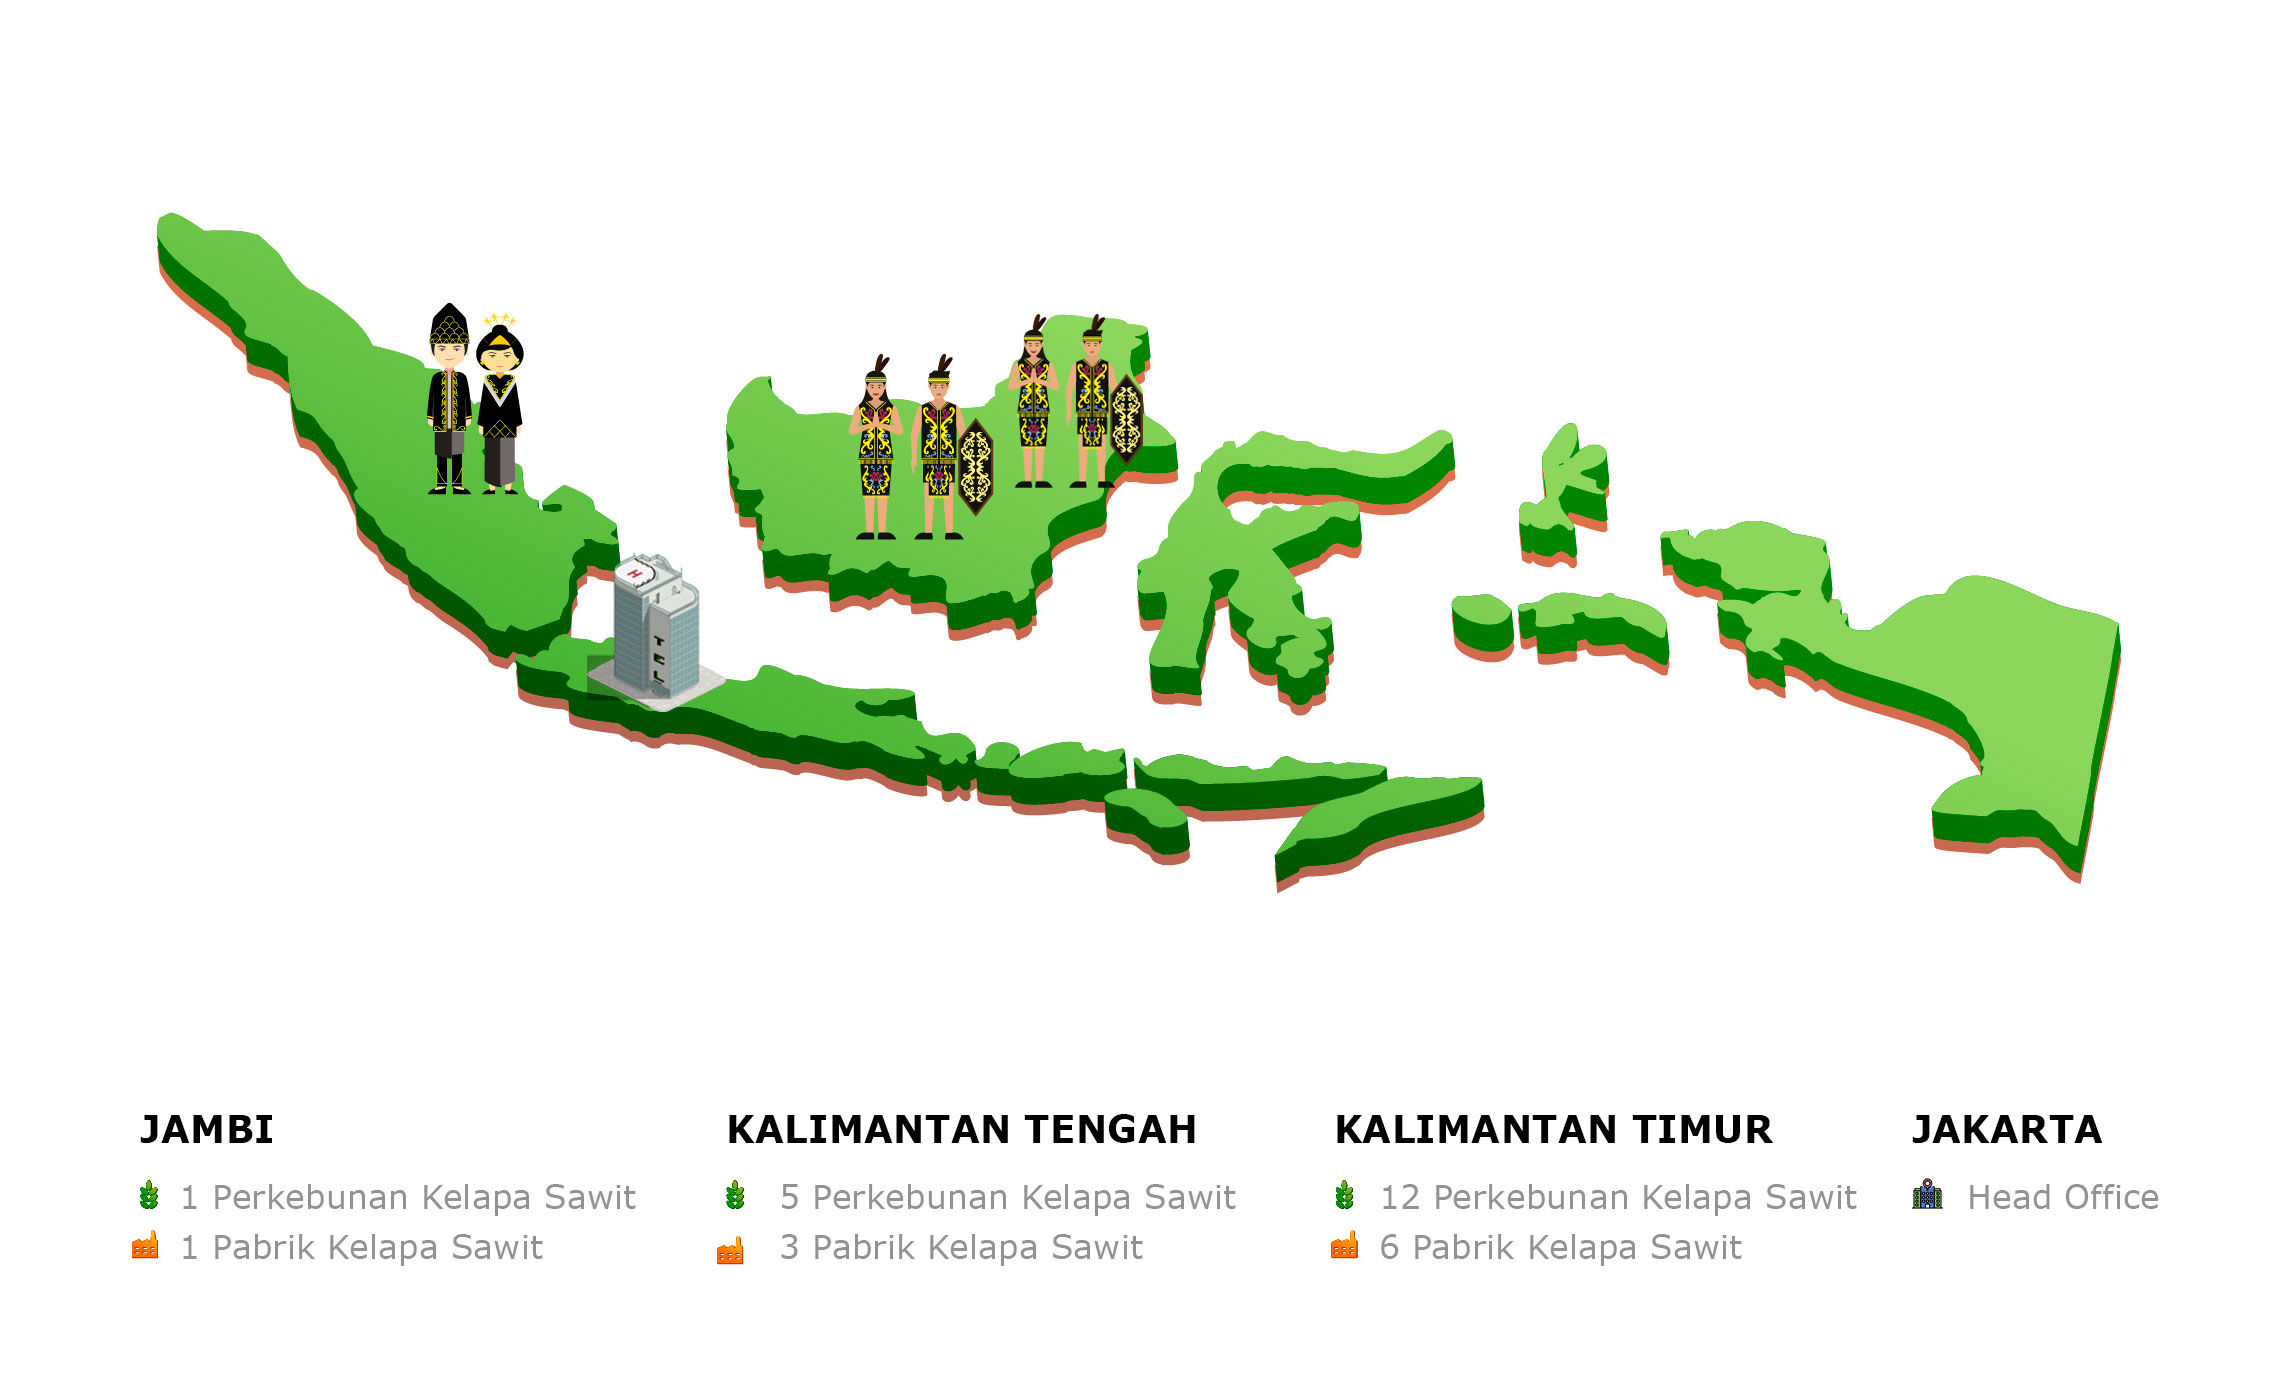 H
TEL
JAMBI
1 Perkebunan Kelapa Sawit
1 Pabrik Kelapa Sawit
KALIMANTAN TENGAH
5 Perkebunan Kelapa Sawit
3 Pabrik Kelapa Sawit
KALIMANTAN TIMUR
12 Perkebunan Kelapa Sawit
6 Pabrik Kelapa Sawit
JAKARTA
Head Office